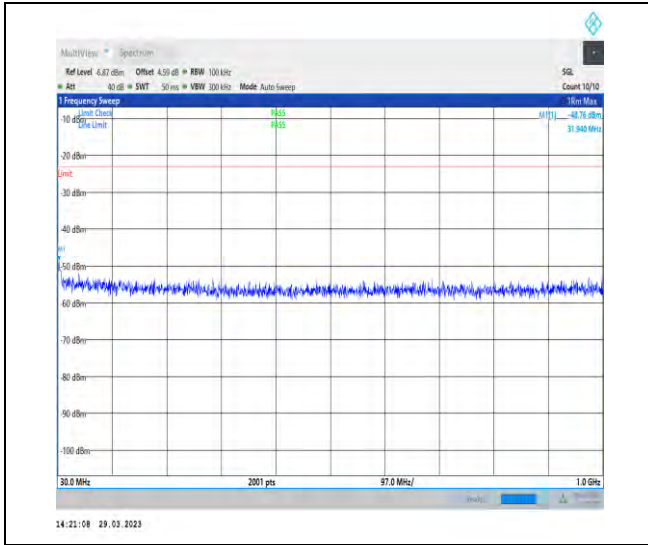 MultiView Spectrum
Ref Level -6.87 dBm Offset 4.59 dB RBW 100 kHz SGL
Att 40 dB SWT 50 ms VBW 300 kHz Mode Auto Sweep Count 10/10
1 Frequency Sweep 1Rm Max
Limit Check PASS M1[1] -48.76 dBm
-10 dBm
Line Limit PASS 31.940 MHz
-20 dBm
Limit
-30 dBm
-40 dBm
M1
-50 dBm
-60 dBm
-70 dBm
-80 dBm
-90 dBm
-100 dBm
30.0 MHz 2001 pts 97.0 MHz/ 1.0 GHz
14:21:08 29.03.2023